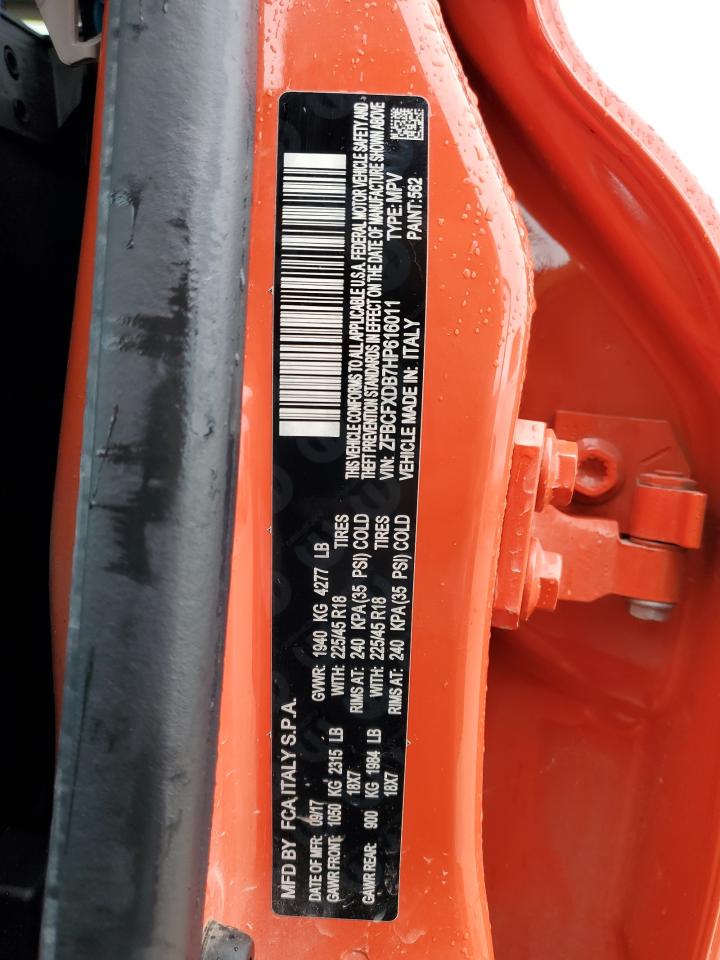 MFD BY FCA ITALY S.P.A.
DATE OF MFR: 09/17 GVWR: 1940 KG 4277 LB
GAWR FRONT: 1050 KG 2315 LB WITH: 225/45 R18 TIRES
18X7 RIMS AT: 240 KPA(35 PSI) COLD
GAWR REAR: 900 KG 1984 LB WITH: 225/45 R18 TIRES
18X7 RIMS AT: 240 KPA(35 PSI) COLD
THIS VEHICLE CONFORMS TO ALL APPLICABLE U.S.A. FEDERAL MOTOR VEHICLE SAFETY AND
THEFT PREVENTION STANDARDS IN EFFECT ON THE DATE OF MANUFACTURE SHOWN ABOVE
VIN: ZFBCFXDB7HP616011 TYPE: MPV
VEHICLE MADE IN: ITALY PAINT: 562